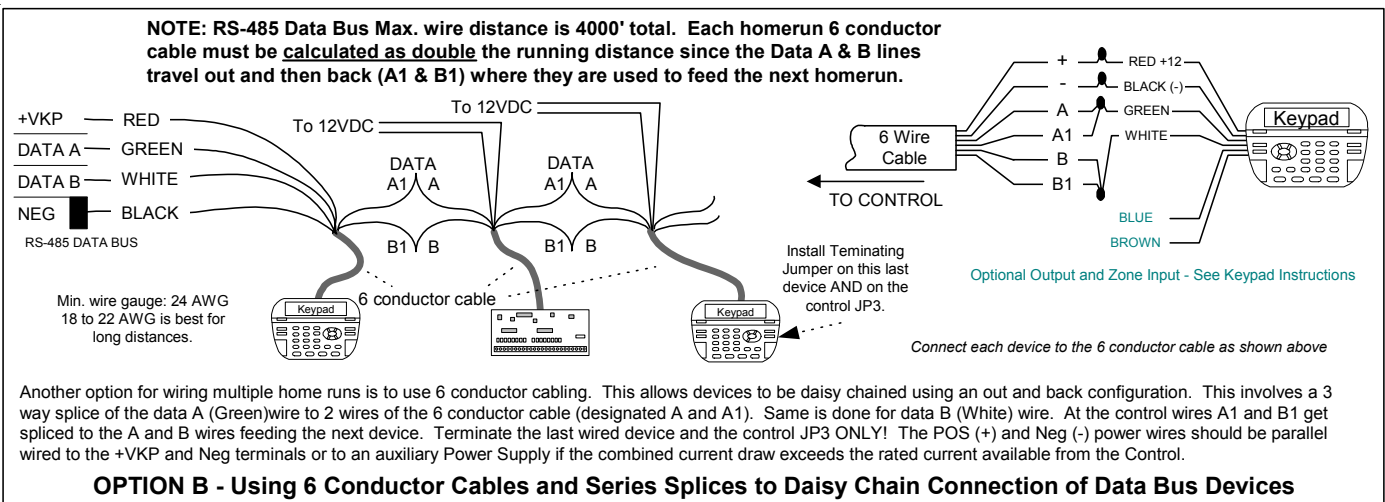 NOTE: RS-485 Data Bus Max. wire distance is 4000' total. Each homerun 6 conductor
cable must be calculated as double the running distance since the Data A & B lines
travel out and then back (A1 & B1) where they are used to feed the next homerun.
+VKP RED
DATA A GREEN
DATA B WHITE
NEG BLACK
RS-485 DATA BUS
To 12VDC
To 12VDC
DATA
A1 A
B1 B
DATA
A1 A
B1 B
Min. wire gauge: 24 AWG
18 to 22 AWG is best for
long distances.
Keypad
6 conductor cable
Keypad
Install Teminating
Jumper on this last
device AND on the
control JP3.
6 Wire
Cable
TO CONTROL
+ RED +12
- BLACK (-)
A GREEN
A1 WHITE
B
B1
Keypad
BLUE
BROWN
Optional Output and Zone Input - See Keypad Instructions
Connect each device to the 6 conductor cable as shown above
Another option for wiring multiple home runs is to use 6 conductor cabling. This allows devices to be daisy chained using an out and back configuration. This involves a 3
way splice of the data A (Green)wire to 2 wires of the 6 conductor cable (designated A and A1). Same is done for data B (White) wire. At the control wires A1 and B1 get
spliced to the A and B wires feeding the next device. Terminate the last wired device and the control JP3 ONLY! The POS (+) and Neg (-) power wires should be parallel
wired to the +VKP and Neg terminals or to an auxiliary Power Supply if the combined current draw exceeds the rated current available from the Control.
OPTION B - Using 6 Conductor Cables and Series Splices to Daisy Chain Connection of Data Bus Devices